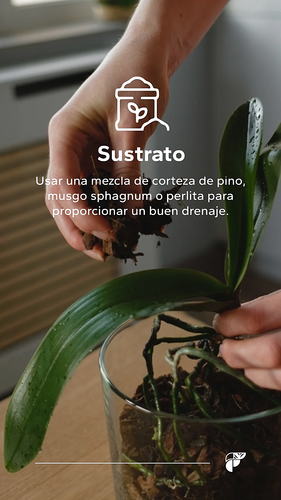 Sustrato
Usar una mezcla de corteza de pino,
musgo sphagnum o perlita para
proporcionar un buen drenaje.